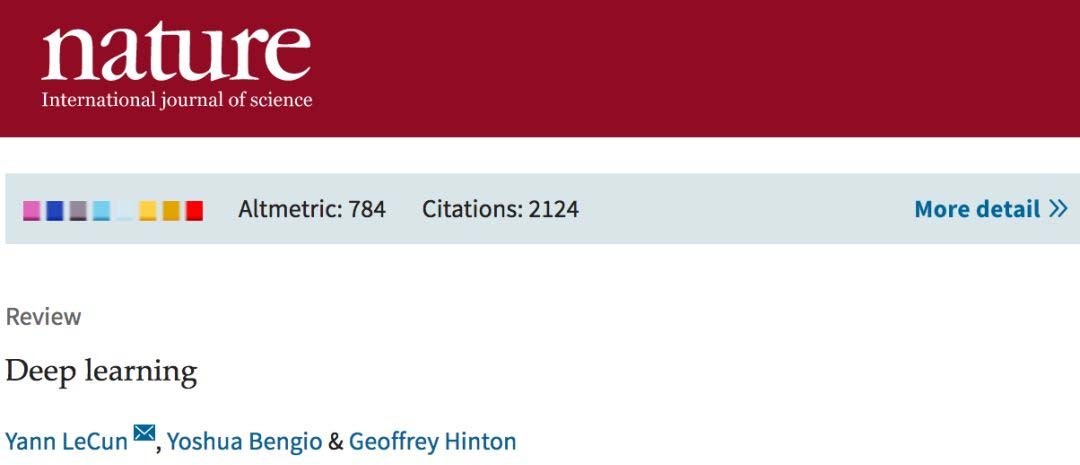 nature
International journal of science
Altmetric: 784 Citations: 2124 More detail »
Review
Deep learning
Yann LeCun, Yoshua Bengio & Geoffrey Hinton